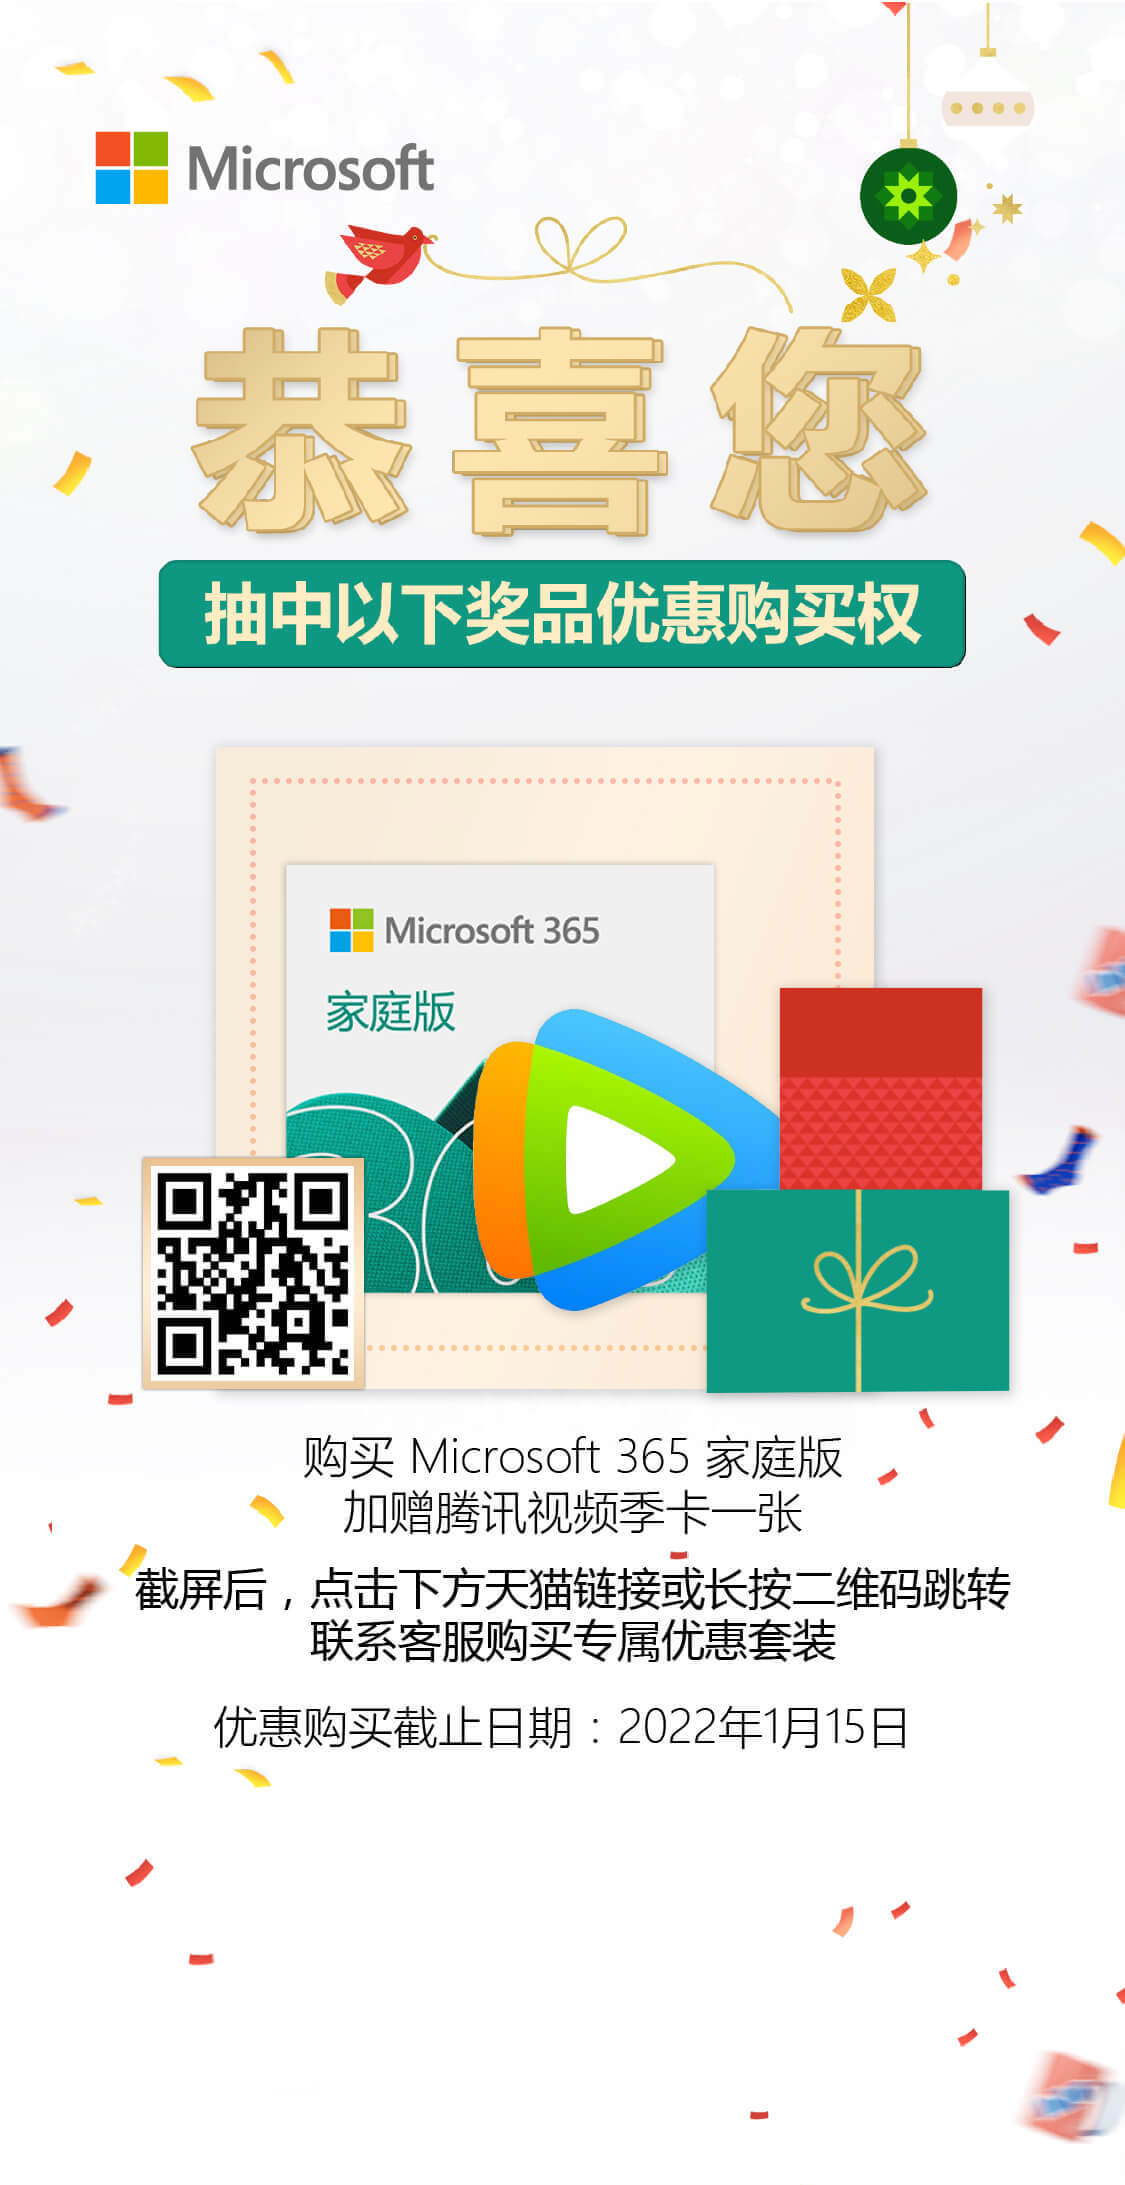 Microsoft
恭喜您
抽中以下奖品优惠购买权
Microsoft 365
家庭版
购买 Microsoft 365 家庭版
加赠腾讯视频季卡一张
截屏后，点击下方天猫链接或长按二维码跳转
联系客服购买专属优惠套装
优惠购买截止日期：2022年1月15日